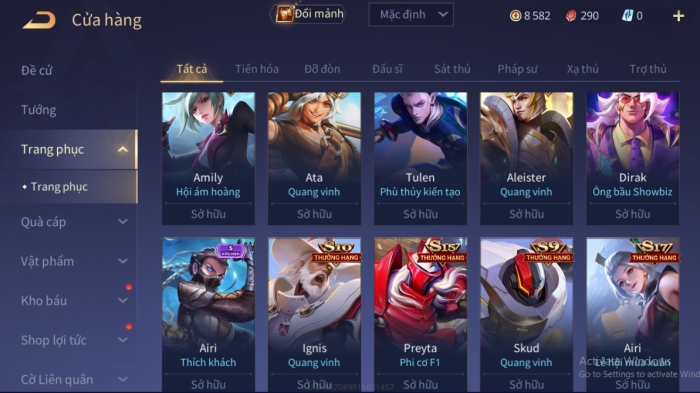 Cửa hàng
Đổi mảnh
Mặc định
8 582
290
0
Đề cử
Tướng
Trang phục
Trang phục
Quà cáp
Vật phẩm
Kho báu
Shop lợi tức
Cờ Liên quân
Tất cả
Tiến hóa
Đỡ đòn
Đấu sĩ
Sát thủ
Pháp sư
Xạ thủ
Trợ thủ
Amily
Hội ám hoàng
Sở hữu
Ata
Quang vinh
Sở hữu
Tulen
Phù thủy kiến tạo
Sở hữu
Aleister
Quang vinh
Sở hữu
Dirak
Ông bầu Showbiz
Sở hữu
S
Airi
Thích khách
Sở hữu
S10
THƯỞNG HẠNG
Ignis
Quang vinh
Sở hữu
S15
THƯỞNG HẠNG
Preyta
Phi cơ F1
Sở hữu
S9
THƯỞNG HẠNG
Skud
Quang vinh
Sở hữu
S17
THƯỞNG HẠNG
Airi
Lễ hội mùa xuân
Sở hữu
Activate Windows
Go to Settings to activate Wind